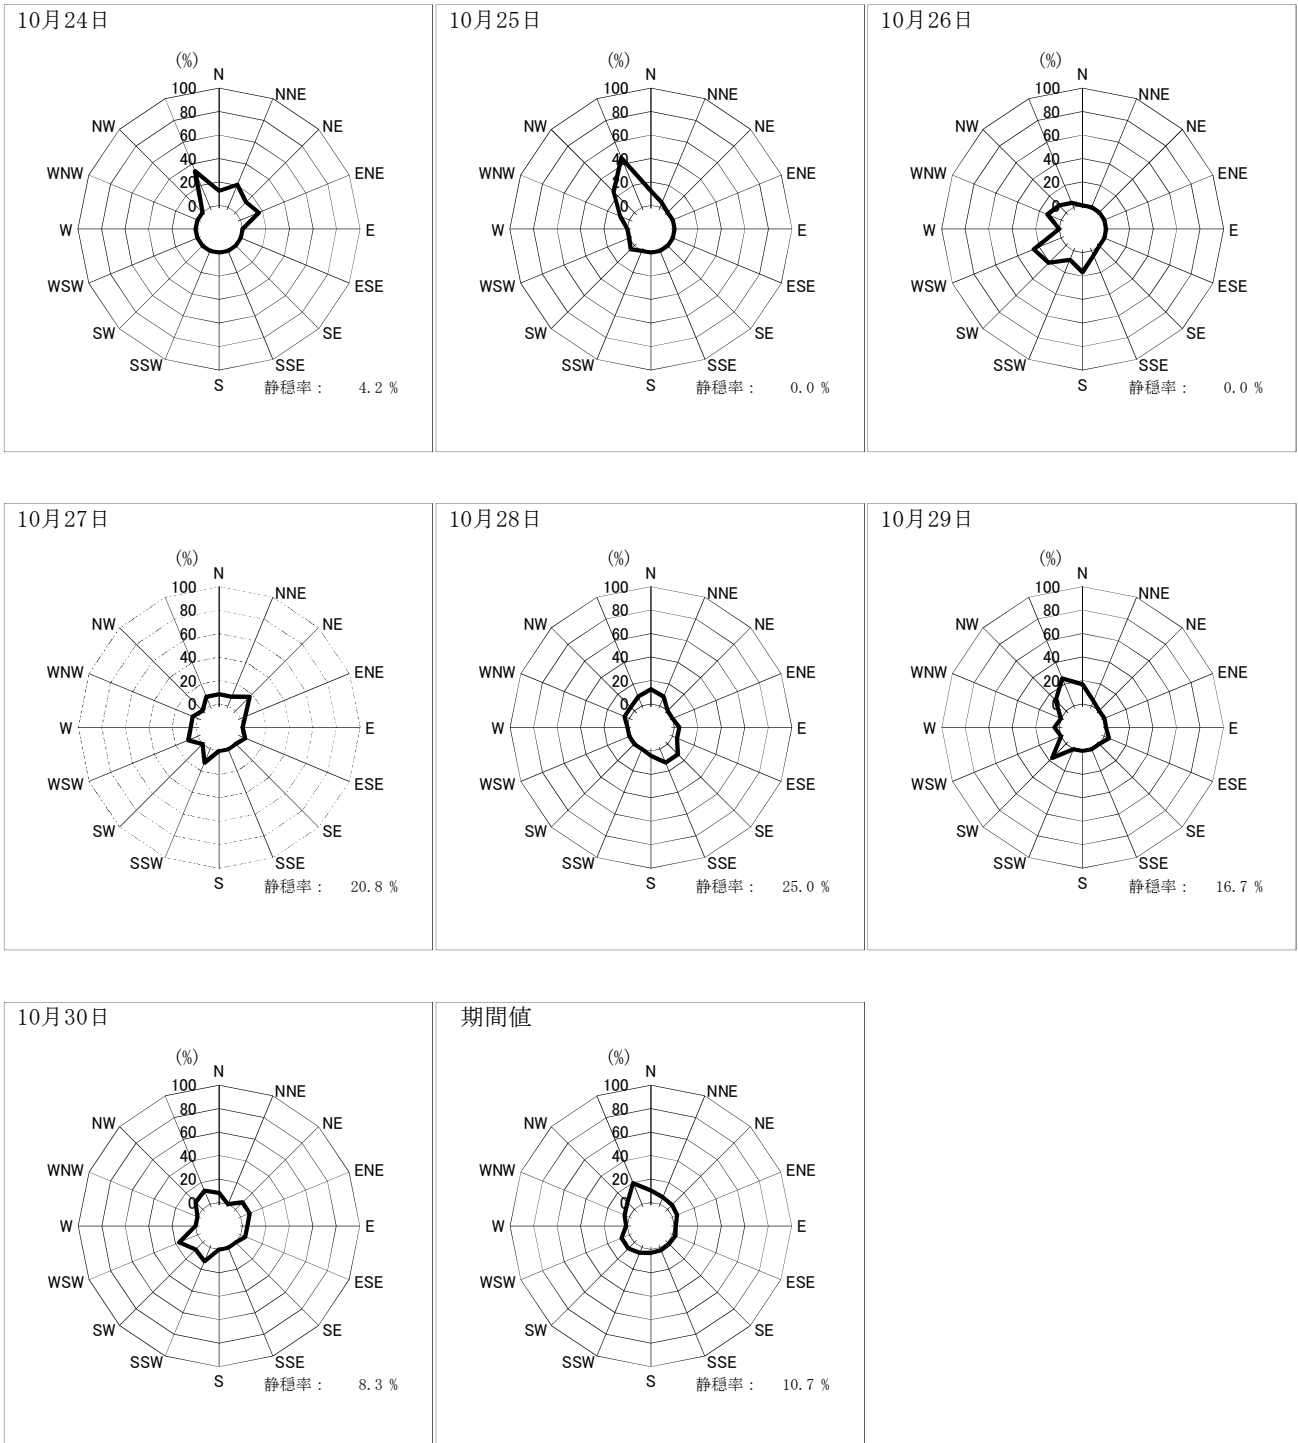 10月24日
(%)
N
100
NNE
80
NW
NE
60
40
WNW
ENE
20
0
W
E
WSW
ESE
SW
SE
SSW
SSE
S
静穏率： 4.2 %
10月25日
(%)
N
100
NNE
80
NW
NE
60
40
WNW
ENE
20
0
W
E
WSW
ESE
SW
SE
SSW
SSE
S
静穏率： 0.0 %
10月26日
(%)
N
100
NNE
80
NW
NE
60
40
WNW
ENE
20
0
W
E
WSW
ESE
SW
SE
SSW
SSE
S
静穏率： 0.0 %
10月27日
(%)
N
100
NNE
80
NW
NE
60
40
WNW
ENE
20
0
W
E
WSW
ESE
SW
SE
SSW
SSE
S
静穏率： 20.8 %
10月28日
(%)
N
100
NNE
80
NW
NE
60
40
WNW
ENE
20
0
W
E
WSW
ESE
SW
SE
SSW
SSE
S
静穏率： 25.0 %
10月29日
(%)
N
100
NNE
80
NW
NE
60
40
WNW
ENE
20
0
W
E
WSW
ESE
SW
SE
SSW
SSE
S
静穏率： 16.7 %
10月30日
(%)
N
100
NNE
80
NW
NE
60
40
WNW
ENE
20
0
W
E
WSW
ESE
SW
SE
SSW
SSE
S
静穏率： 8.3 %
期間値
(%)
N
100
NNE
80
NW
NE
60
40
WNW
ENE
20
0
W
E
WSW
ESE
SW
SE
SSW
SSE
S
静穏率： 10.7 %